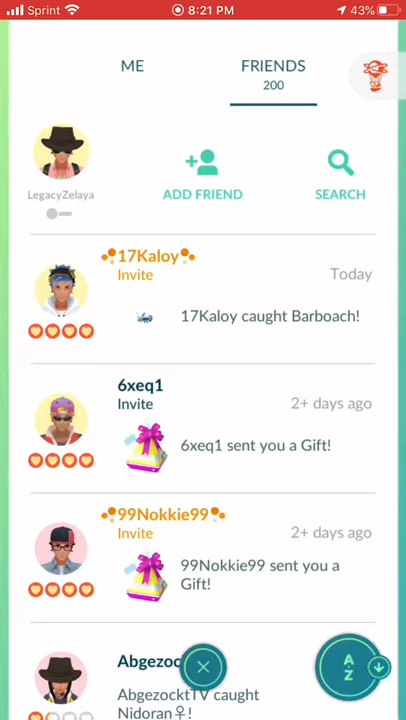 Sprint 8:21 PM 43%
ME
FRIENDS
200
LegacyZelaya
ADD FRIEND
SEARCH
17Kaloy
Invite
Today
17Kaloy caught Barboach!
6xeq1
Invite
2+ days ago
6xeq1 sent you a Gift!
99Nokkie99
Invite
2+ days ago
99Nokkie99 sent you a
Gift!
Abgezoc
AbgezocktTV caught
Nidoran♀!
A
Z